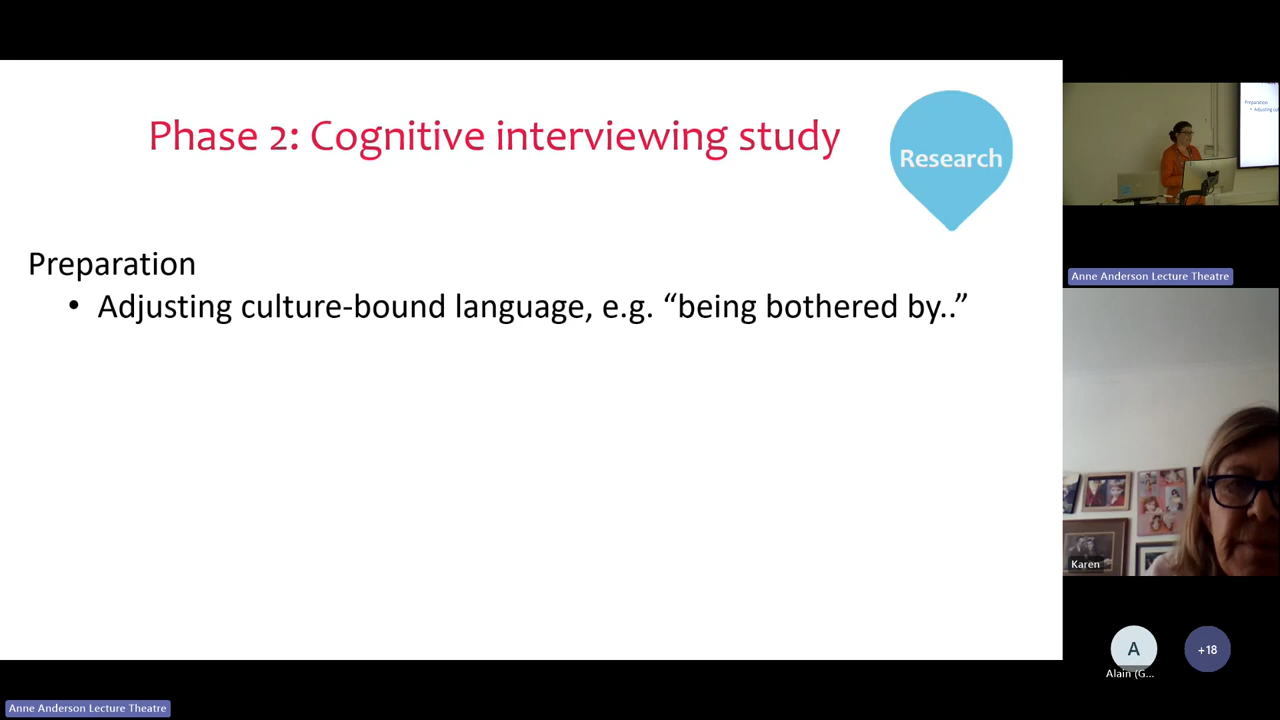 Phase 2: Cognitive interviewing study
Research
Preparation
• Adjusting culture-bound language, e.g. “being bothered by..”
Preparation
Anne Anderson Lecture Theatre
Karen
A
+18
Alain (G...
Anne Anderson Lecture Theatre